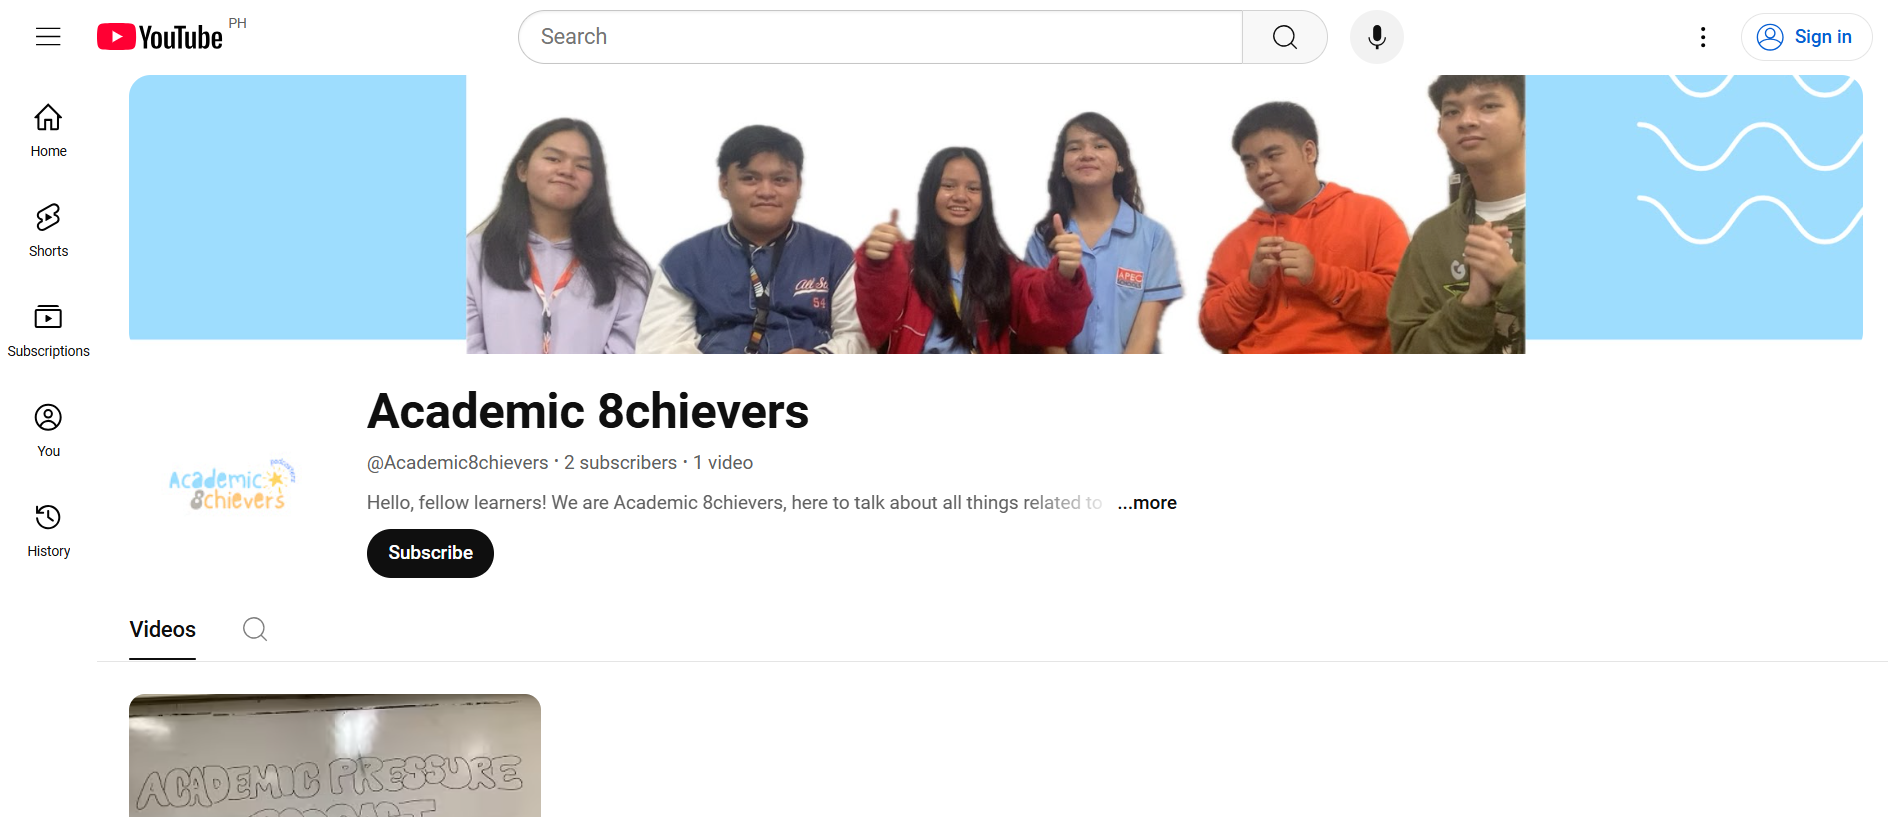 YouTube PH
Search
Sign in
Home
Shorts
Subscriptions
You
History
54
APEC
Academic 8chievers
@Academic8chievers • 2 subscribers • 1 video
Hello, fellow learners! We are Academic 8chievers, here to talk about all things related to ...more
Academic
8chievers
Subscribe
Videos
ACADEMIC PRESSURE
PODCAST